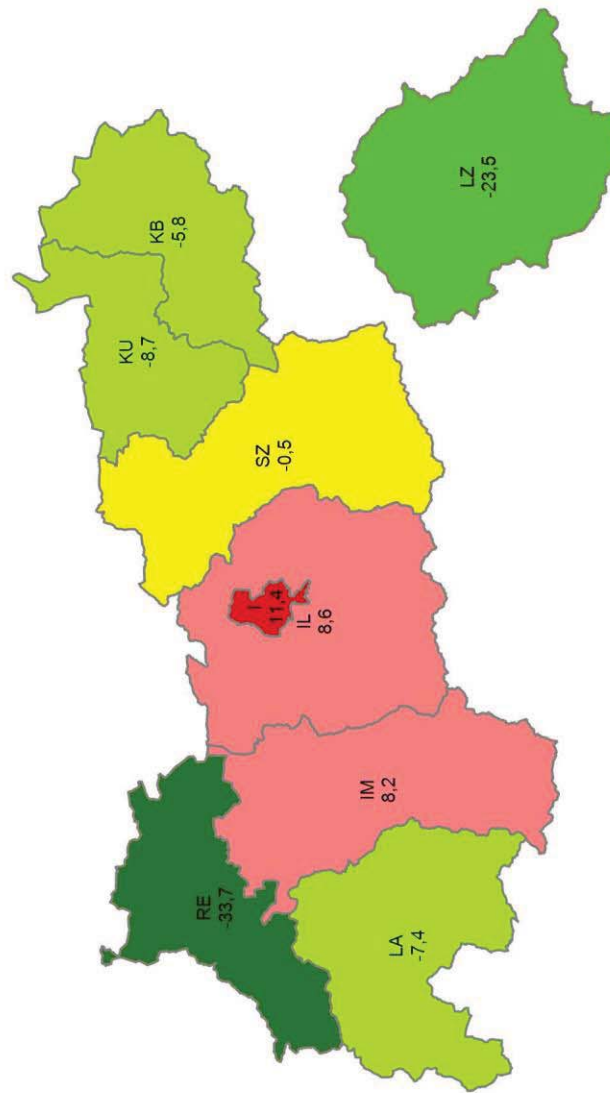 RE
-33,7
LA
-7,4
IM
8,2
I
11,4
IL
8,6
SZ
-0,5
KU
-8,7
KB
-5,8
LZ
-23,5